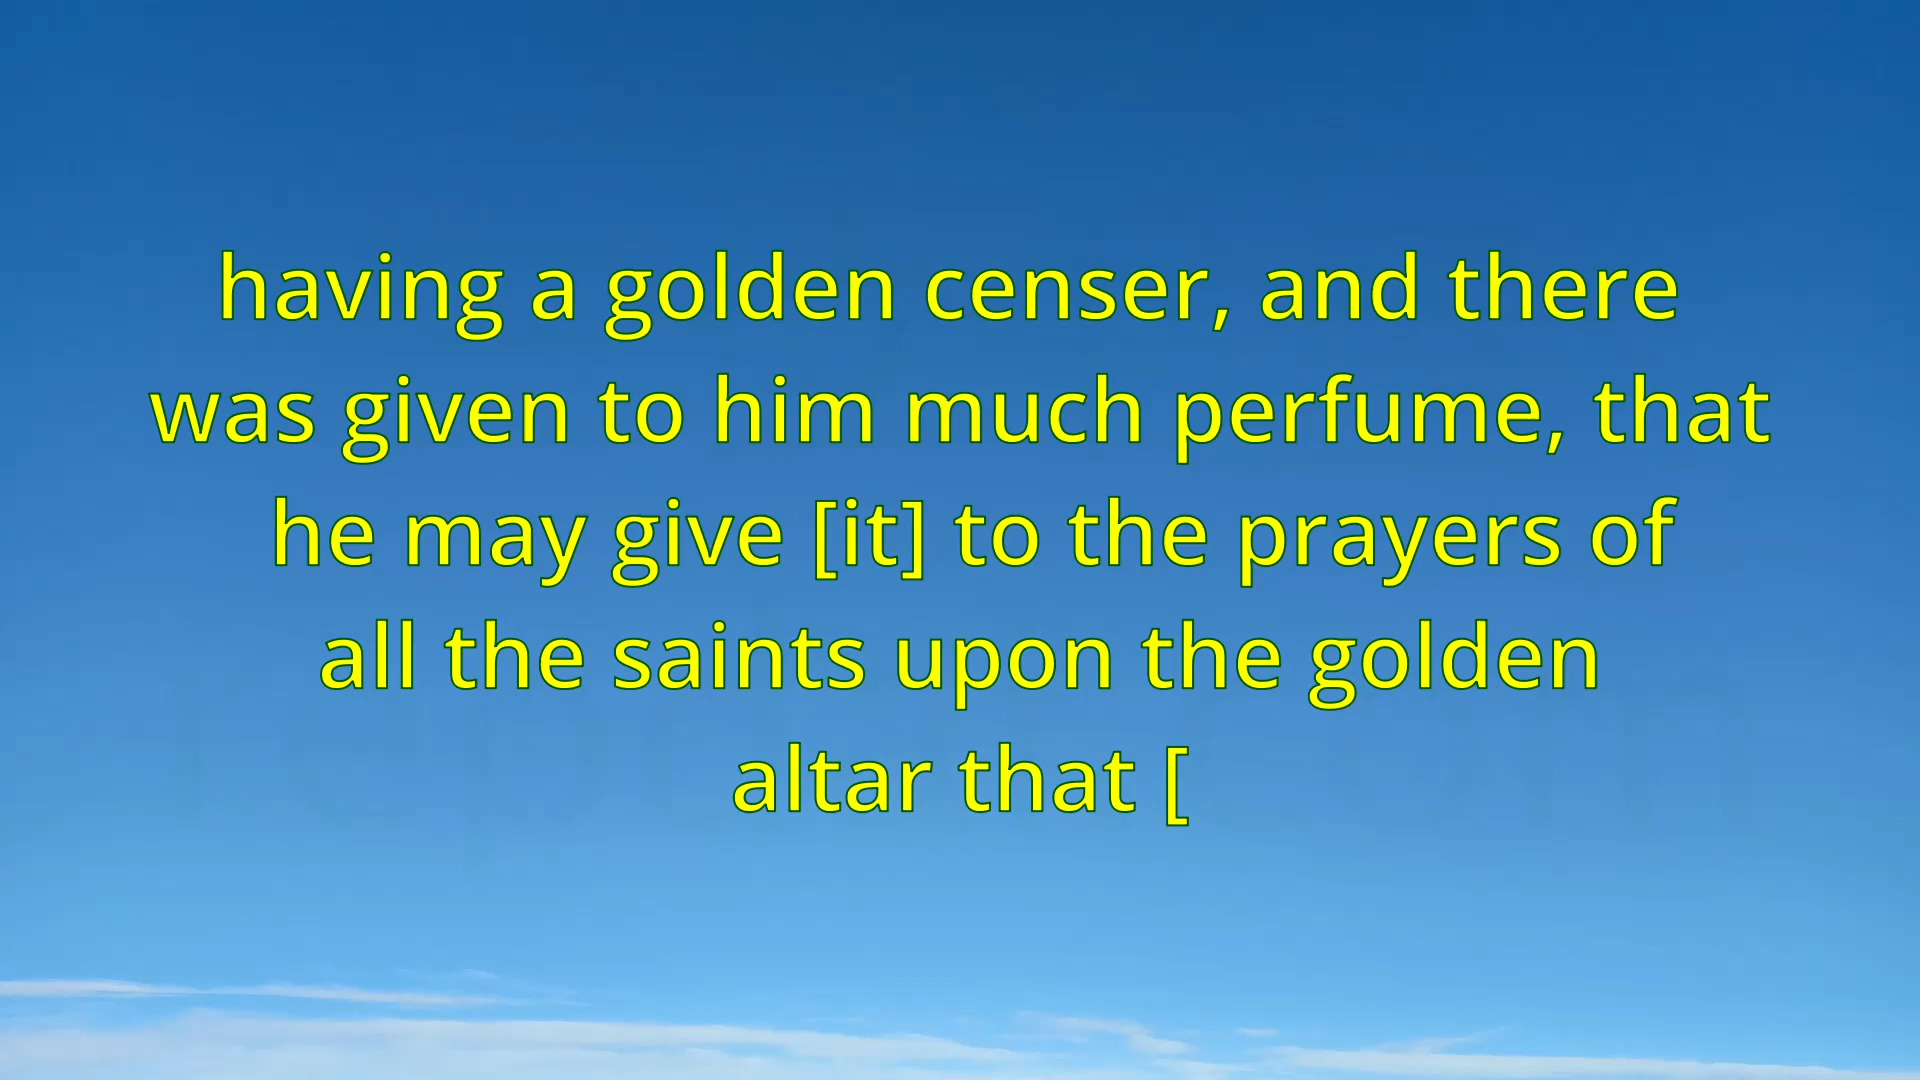 having a golden censer, and there
was given to him much perfume, that
he may give [it] to the prayers of
all the saints upon the golden
altar that [